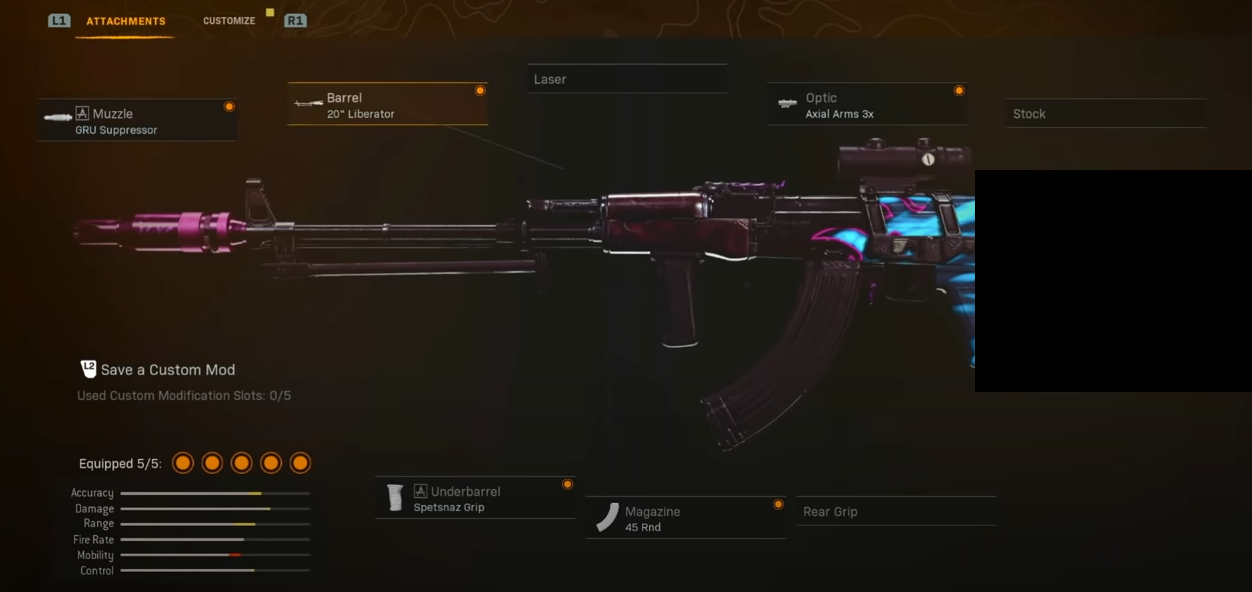 L1 ATTACHMENTS CUSTOMIZE R1
Laser
Barrel
20" Liberator
Optic
Axial Arms 3x
Muzzle
GRU Suppressor
Stock
L2 Save a Custom Mod
Used Custom Modification Slots: 0/5
Equipped 5/5:
Accuracy
Damage
Range
Fire Rate
Mobility
Control
A Underbarrel
Spetsnaz Grip
Magazine
45 Rnd
Rear Grip